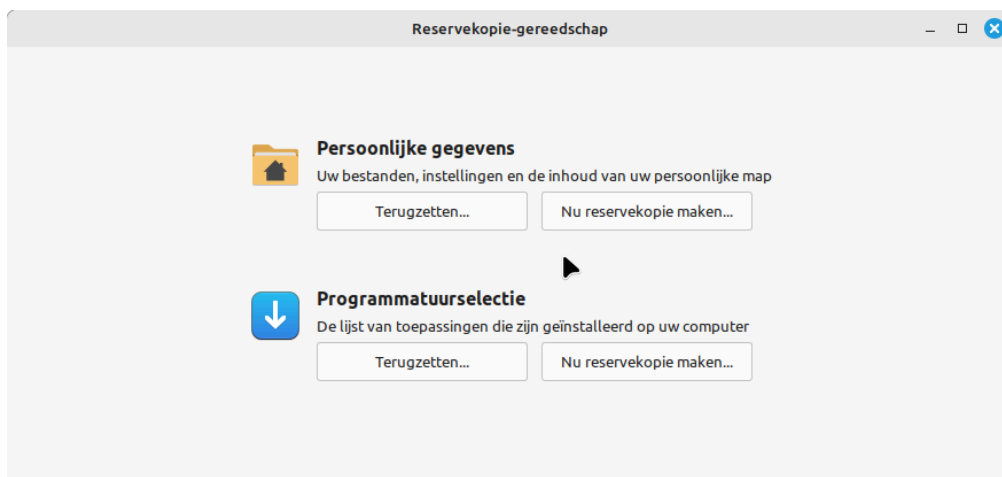 Reservekopie-gereedschap
Persoonlijke gegevens
Uw bestanden, instellingen en de inhoud van uw persoonlijke map
Terugzetten... Nu reservekopie maken...
Programmatuurselectie
De lijst van toepassingen die zijn geïnstalleerd op uw computer
Terugzetten... Nu reservekopie maken...